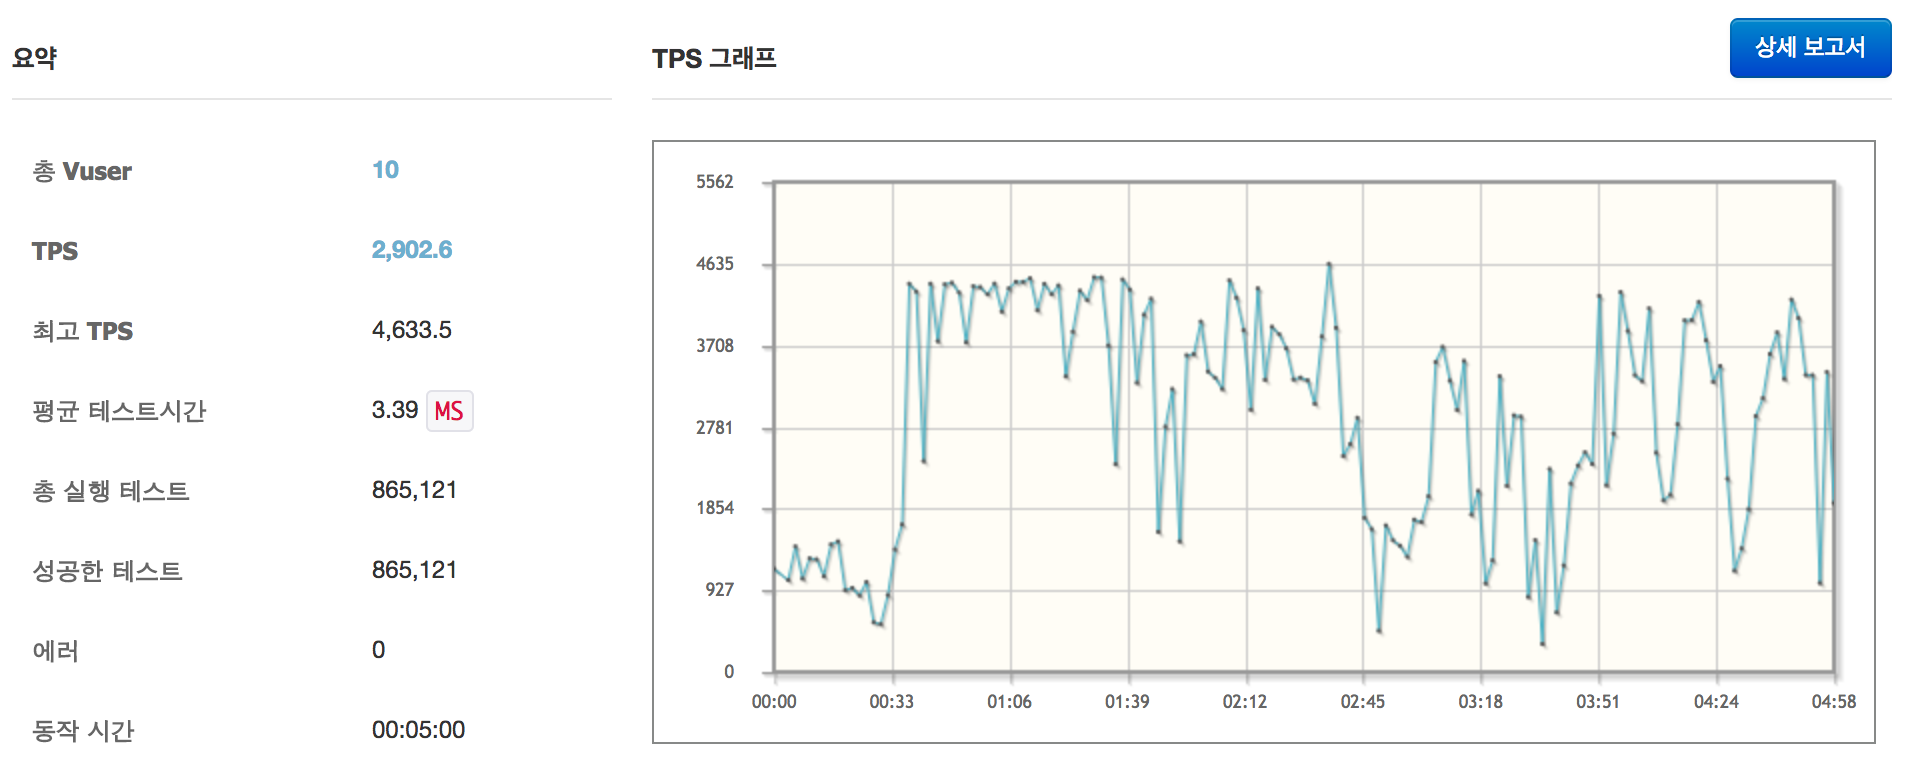 요약
총 Vuser 10
TPS 2,902.6
최고 TPS 4,633.5
평균 테스트시간 3.39 MS
총 실행 테스트 865,121
성공한 테스트 865,121
에러 0
동작 시간 00:05:00
TPS 그래프
상세 보고서
5562
4635
3708
2781
1854
927
0
00:00 00:33 01:06 01:39 02:12 02:45 03:18 03:51 04:24 04:58